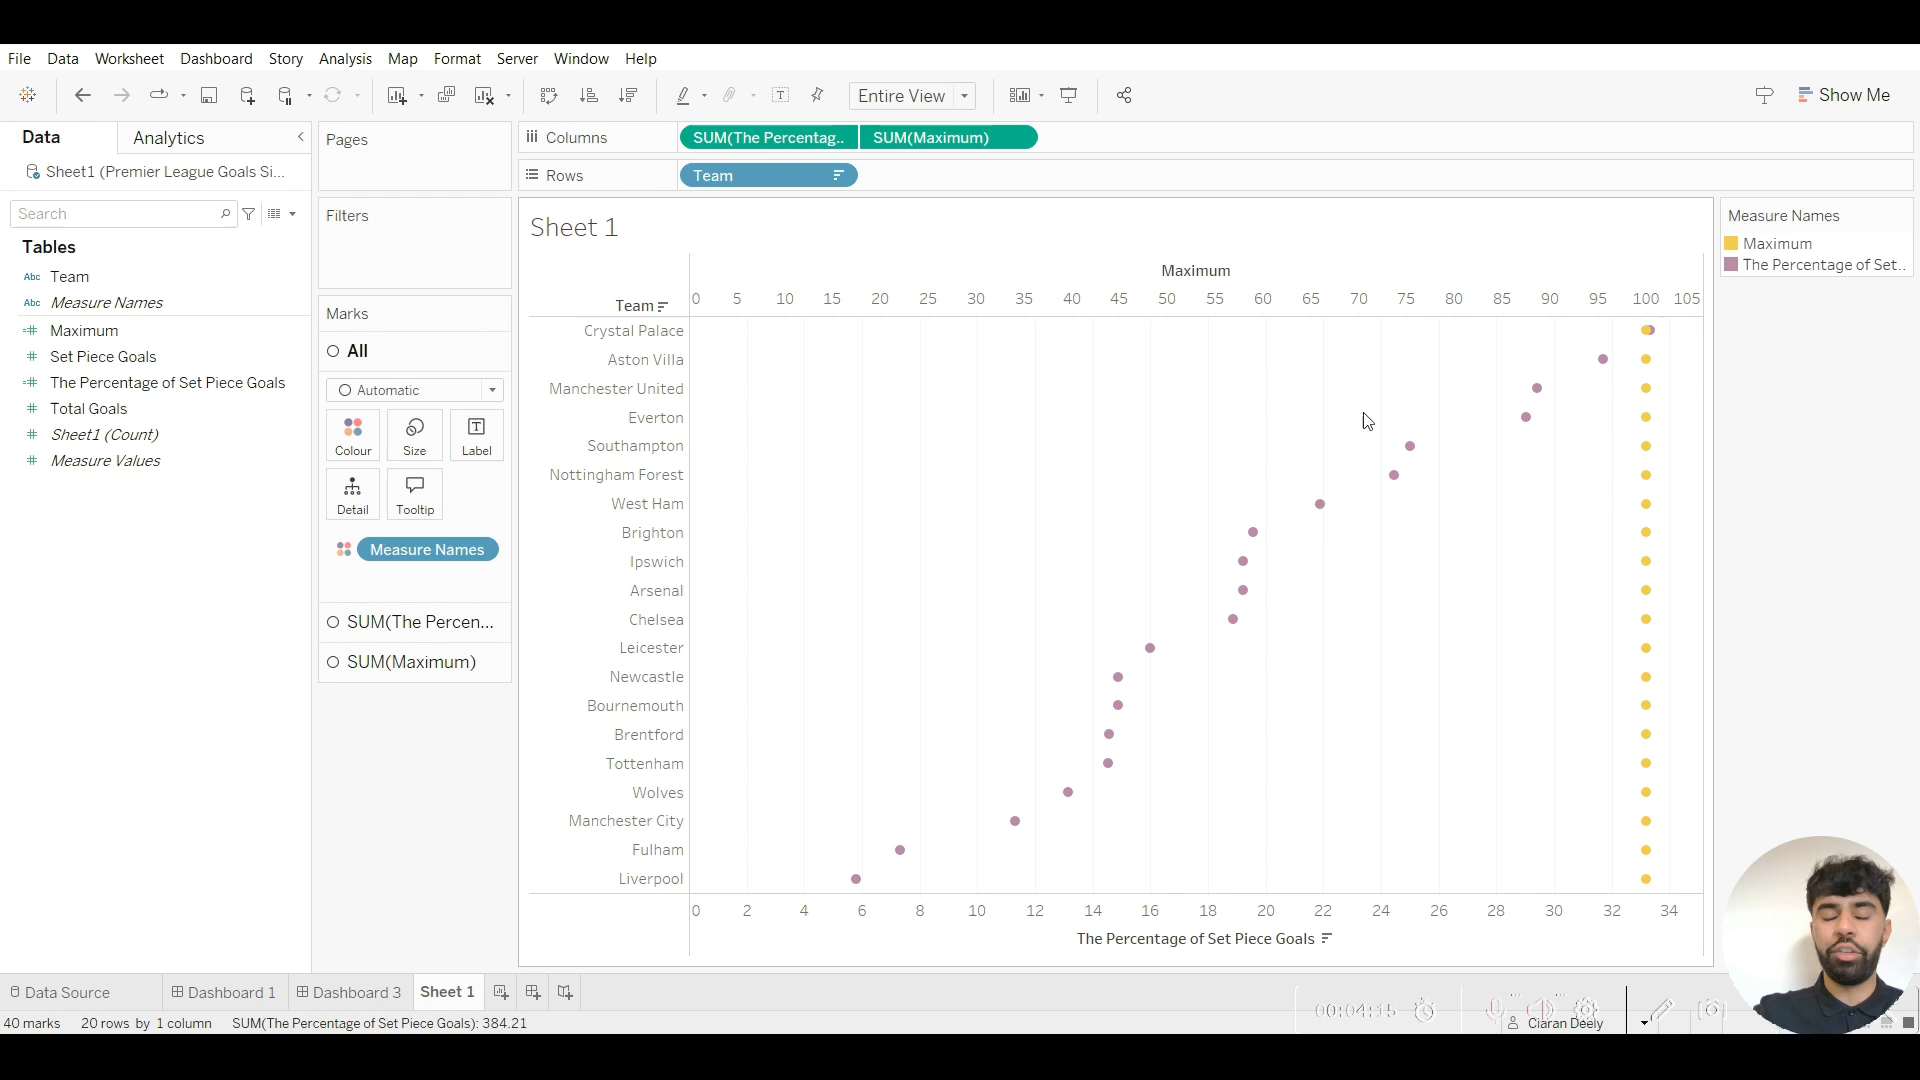 File Data Worksheet Dashboard Story Analysis Map Format Server Window Help
Entire View
Show Me
Data Analytics
Sheet1 (Premier League Goals Si...
Search
Tables
Abc Team
Abc Measure Names
Maximum
Set Piece Goals
The Percentage of Set Piece Goals
Total Goals
Sheet1 (Count)
Measure Values
Pages
Filters
Marks
All
Automatic
Colour Size Label
Detail Tooltip
Measure Names
SUM(The Percen...
SUM(Maximum)
Columns SUM(The Percentag.. SUM(Maximum)
Rows Team
Sheet 1
Maximum
Team 0 5 10 15 20 25 30 35 40 45 50 55 60 65 70 75 80 85 90 95 100 105
Crystal Palace
Aston Villa
Manchester United
Everton
Southampton
Nottingham Forest
West Ham
Brighton
Ipswich
Arsenal
Chelsea
Leicester
Newcastle
Bournemouth
Brentford
Tottenham
Wolves
Manchester City
Fulham
Liverpool
0 2 4 6 8 10 12 14 16 18 20 22 24 26 28 30 32 34
The Percentage of Set Piece Goals
Measure Names
Maximum
The Percentage of Set..
Data Source Dashboard 1 Dashboard 3 Sheet 1
40 marks 20 rows by 1 column SUM(The Percentage of Set Piece Goals): 384.21
00:04:15
Ciaran Deely